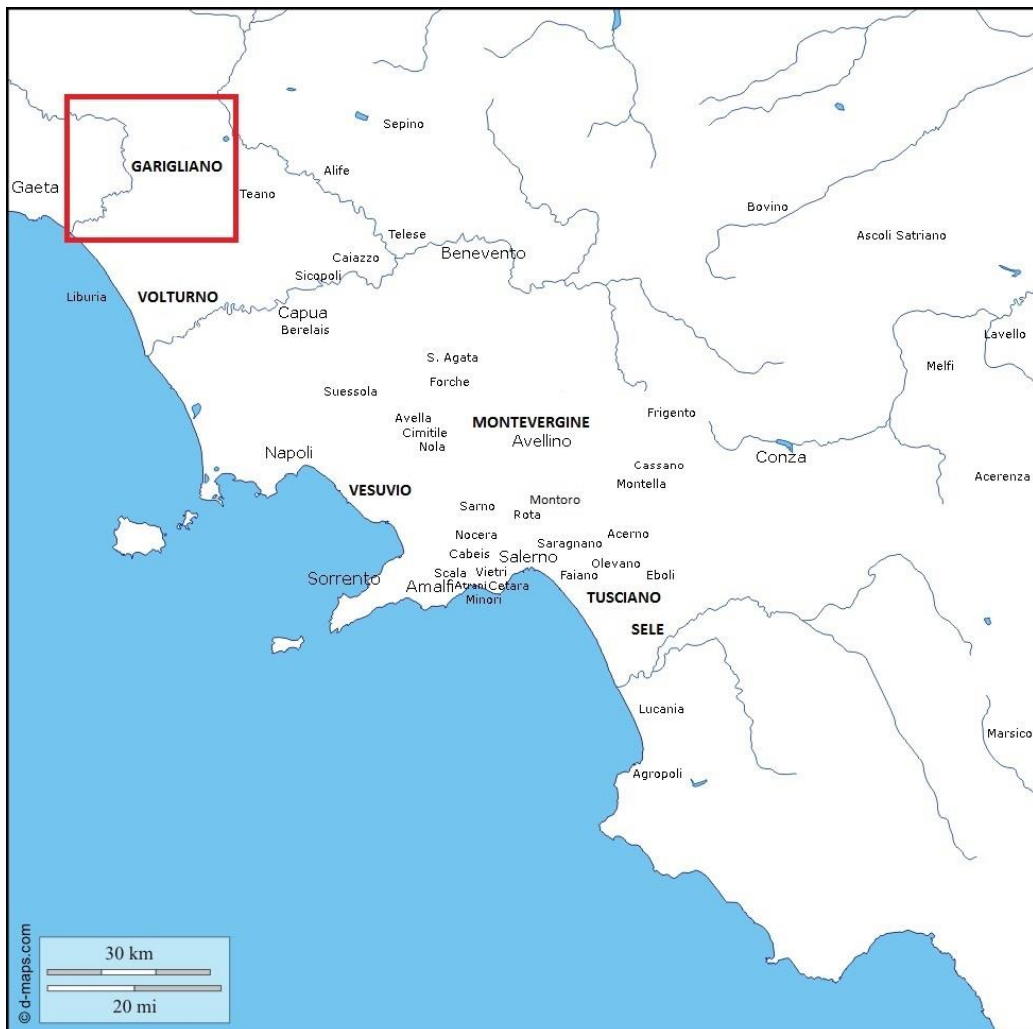 Sepino
GARIGLIANO
Alife
Gaeta
Teano
Bovino
Telese
Ascoli Satriano
Benevento
Caiazzo
Sicopoli
Liburia
VOLTURNO
Capua
Berelais
Lavello
S. Agata
Melfi
Forche
Suessola
Frigento
Avella
MONTEVERGINE
Cimitile
Avellino
Nola
Napoli
Conza
Cassano
Acerenza
Montella
VESUVIO
Montoro
Sarno
Rota
Nocera
Acerno
Saragnano
Cabeis
Salerno
Olevano
Scala
Vietri
Faiano
Eboli
Sorrento
Amalfi
Atrani
Cetara
Minori
TUSCIANO
SELE
Lucania
Marsico
Agropoli
30 km
20 mi
© d-maps.com